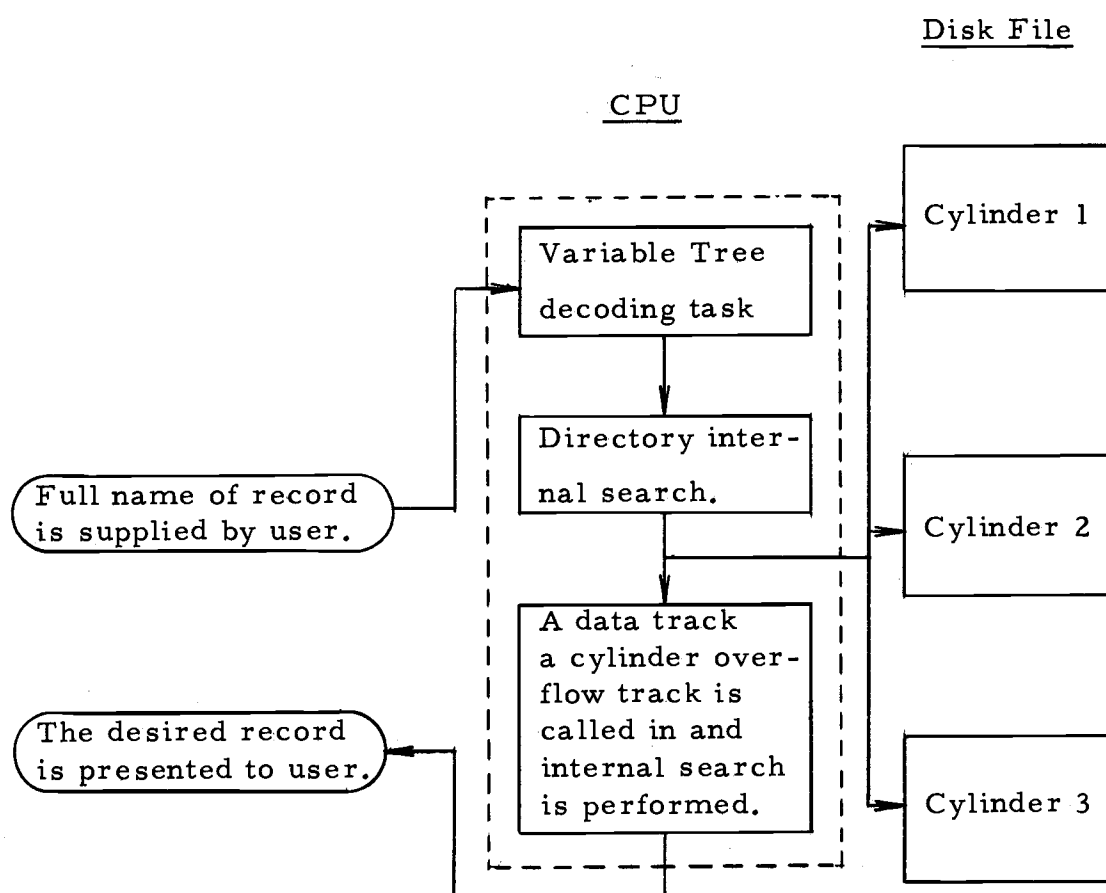 Disk File
CPU
Cylinder 1
Variable Tree
decoding task
Directory inter-
nal search.
Full name of record
is supplied by user.
Cylinder 2
A data track
a cylinder over-
flow track is
called in and
internal search
is performed.
The desired record
is presented to user.
Cylinder 3